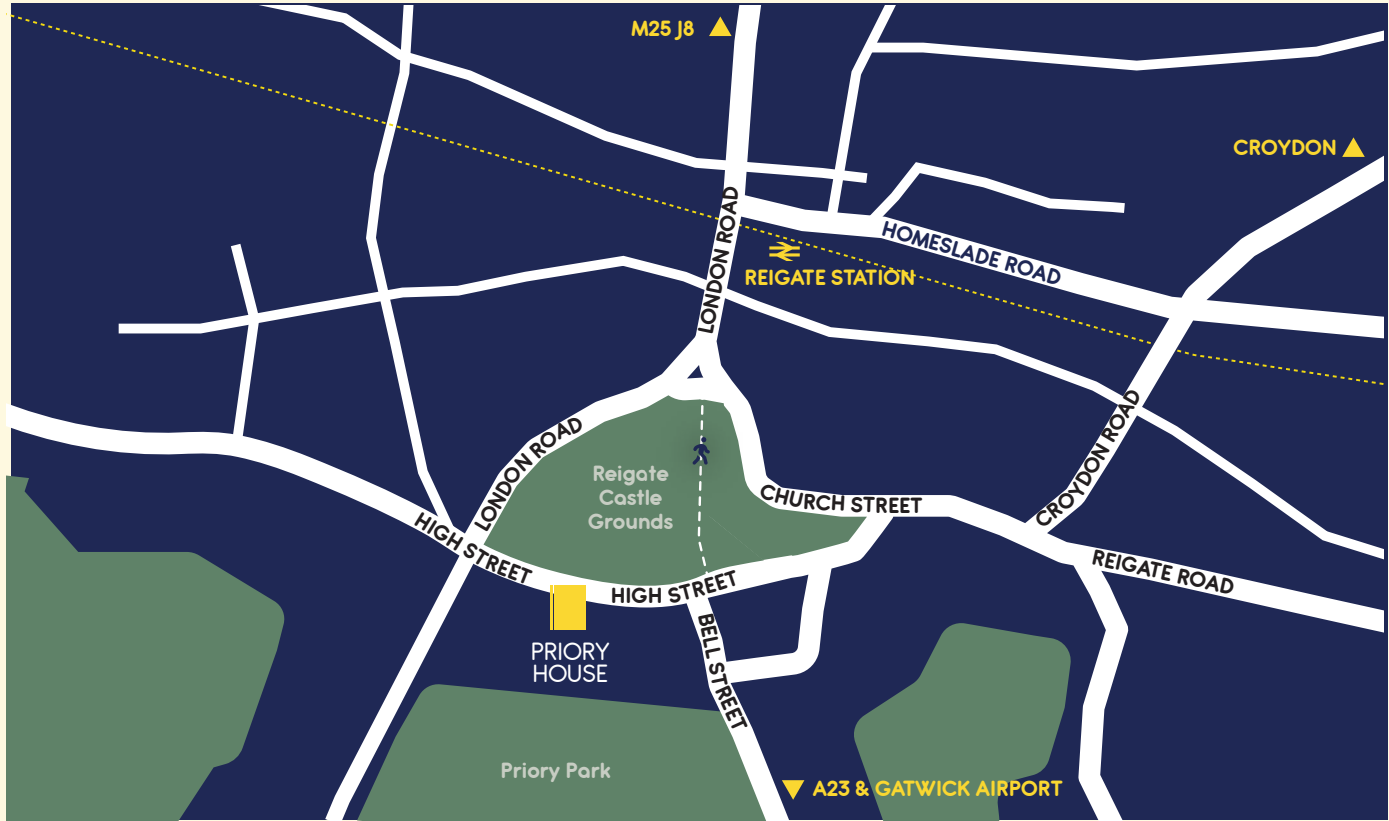 M25 J8
CROYDON
LONDON ROAD
HOMESLADE ROAD
REIGATE STATION
CROYDON ROAD
LONDON ROAD
Reigate
Castle
Grounds
CHURCH STREET
HIGH STREET
REIGATE ROAD
HIGH STREET
BELL STREET
PRIORY
HOUSE
Priory Park
A23 & GATWICK AIRPORT